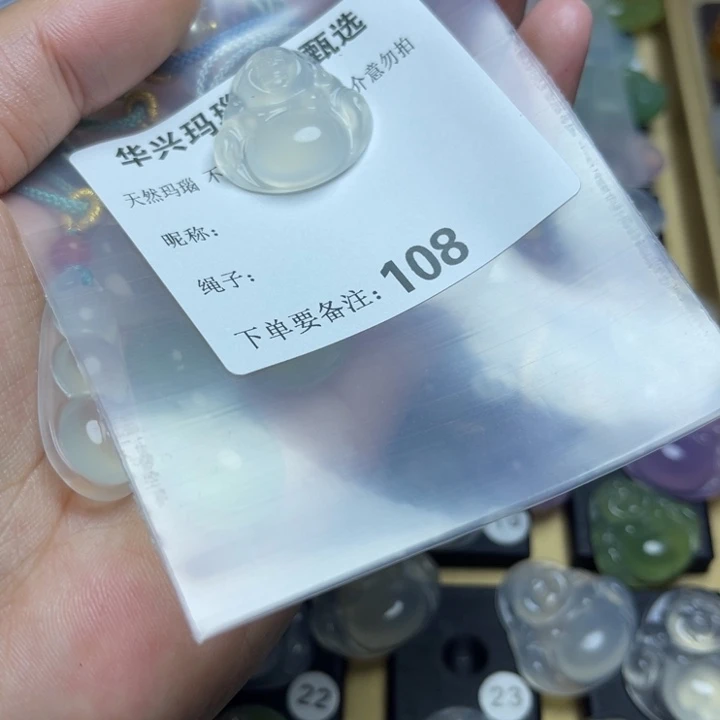 华兴玛瑙甄选
天然玛瑙 不 介意勿拍
昵称：
绳子：
下单要备注：108
22
23